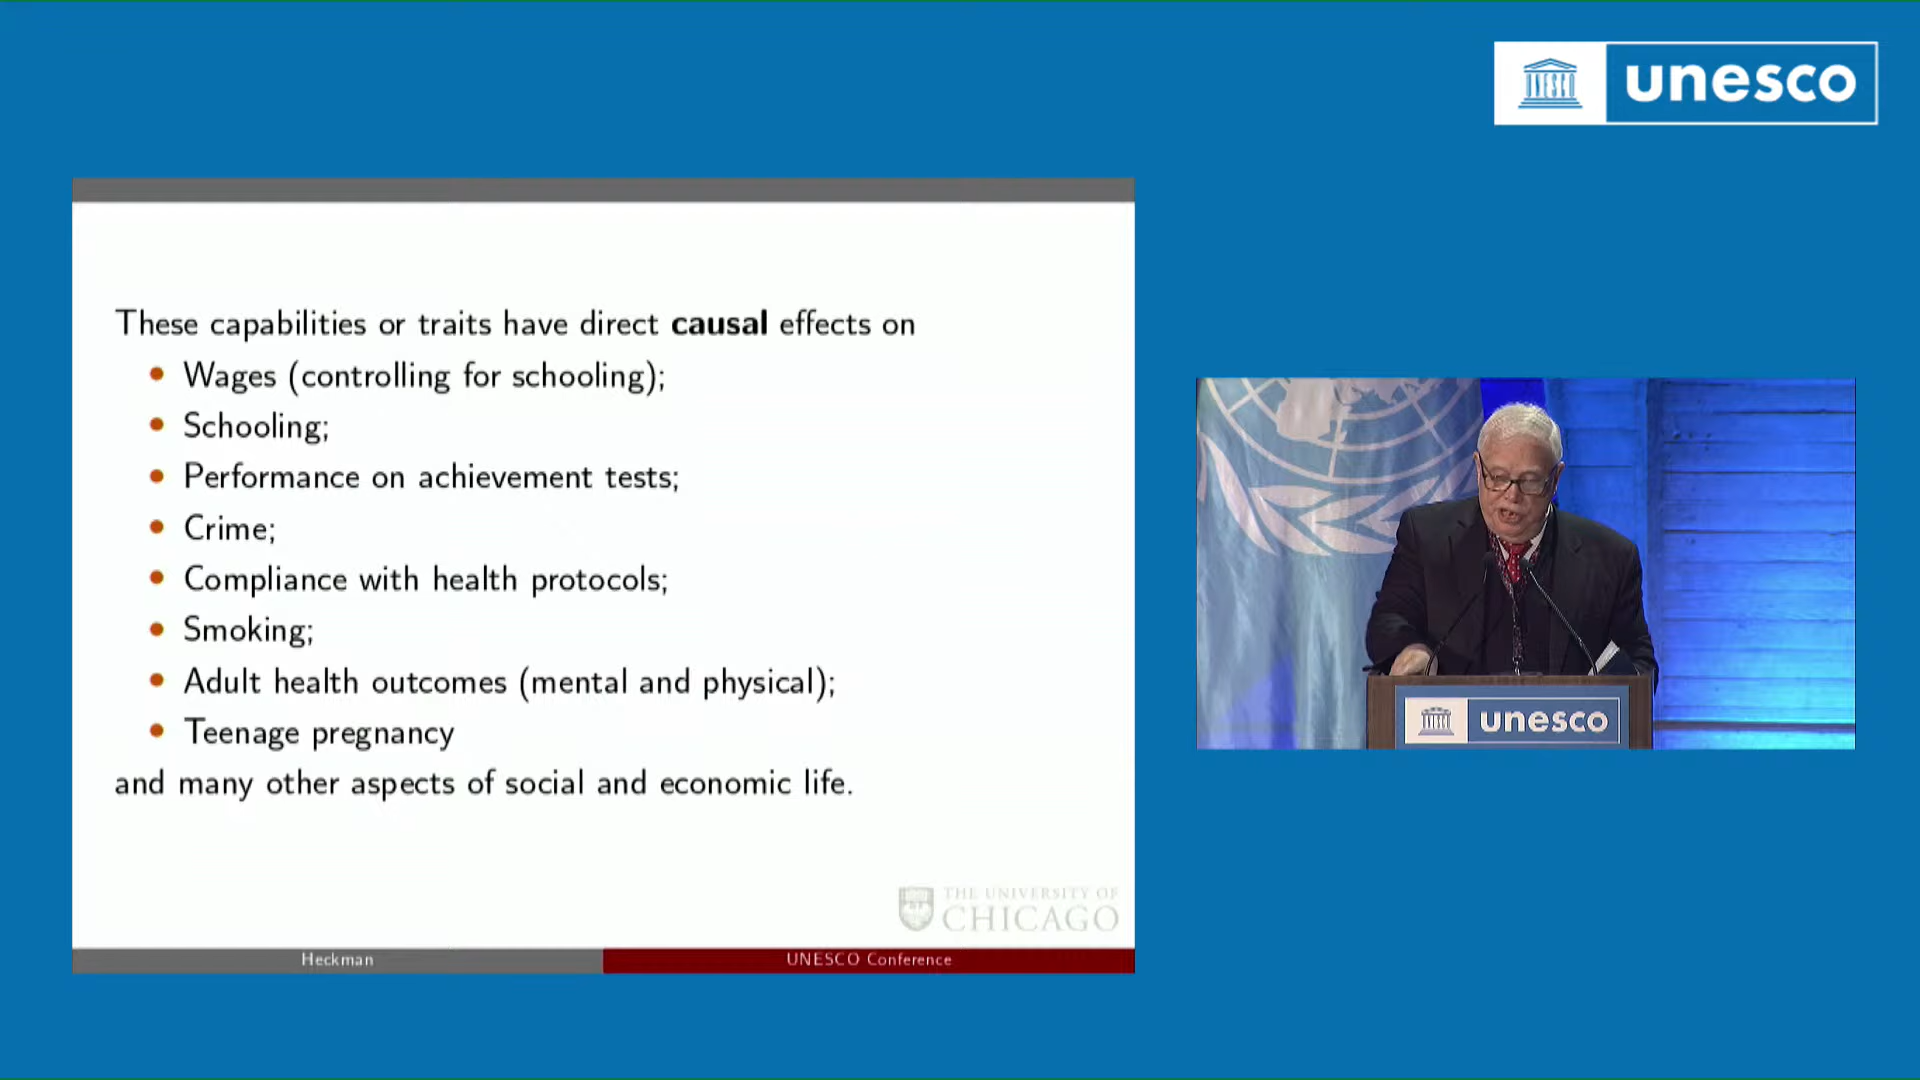 UNESCO
unesco
These capabilities or traits have direct causal effects on
• Wages (controlling for schooling);
• Schooling;
• Performance on achievement tests;
• Crime;
• Compliance with health protocols;
• Smoking;
• Adult health outcomes (mental and physical);
• Teenage pregnancy
and many other aspects of social and economic life.
THE UNIVERSITY OF
CHICAGO
Heckman
UNESCO Conference
unesco